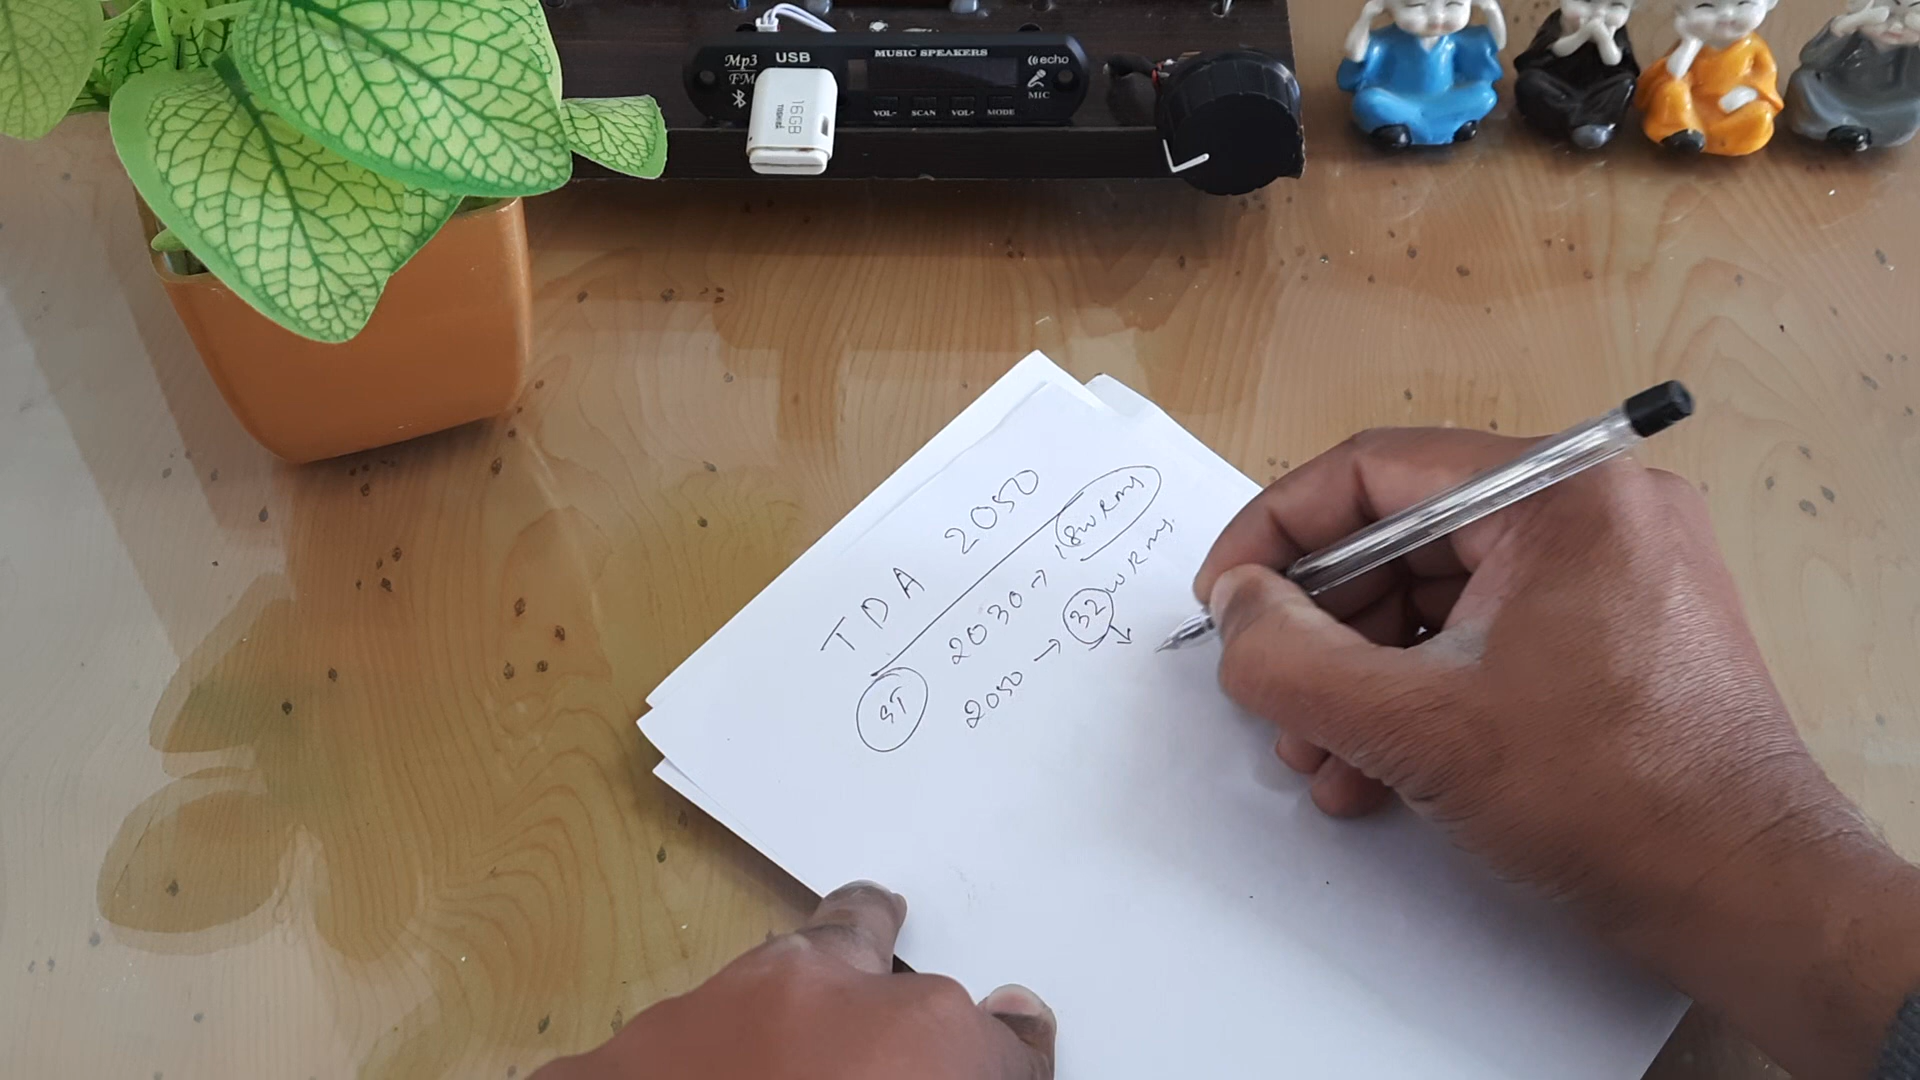 Mp3 USB MUSIC SPEAKERS echo
FM
MIC
VOL- SCAN VOL+ MODE
16GB
TOSHIBA
TDA 2050
2030 → 18W Rms
ST 2050 → 32 W Rms.